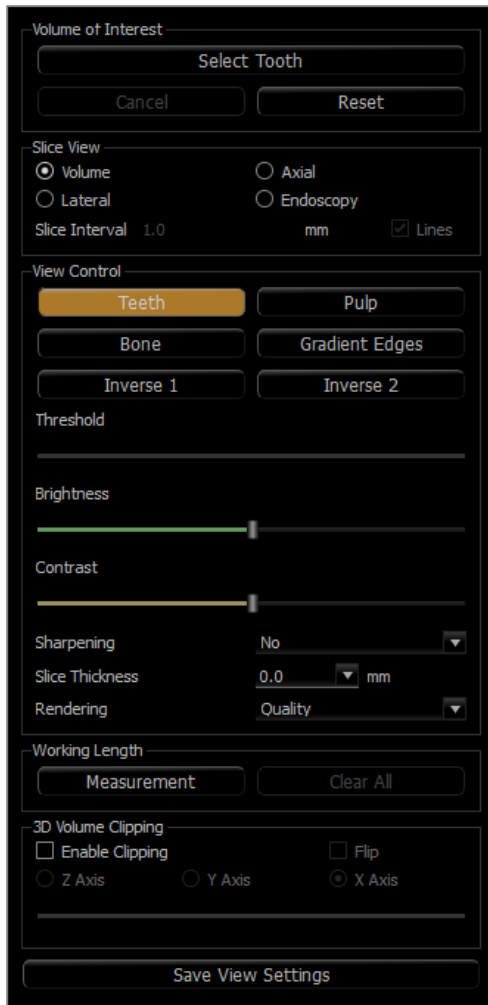 Volume of Interest
Select Tooth
Cancel Reset
Slice View
Volume Axial
Lateral Endoscopy
Slice Interval 1.0 mm Lines
View Control
Teeth Pulp
Bone Gradient Edges
Inverse 1 Inverse 2
Threshold
Brightness
Contrast
Sharpening No
Slice Thickness 0.0 mm
Rendering Quality
Working Length
Measurement Clear All
3D Volume Clipping
Enable Clipping Flip
Z Axis Y Axis X Axis
Save View Settings